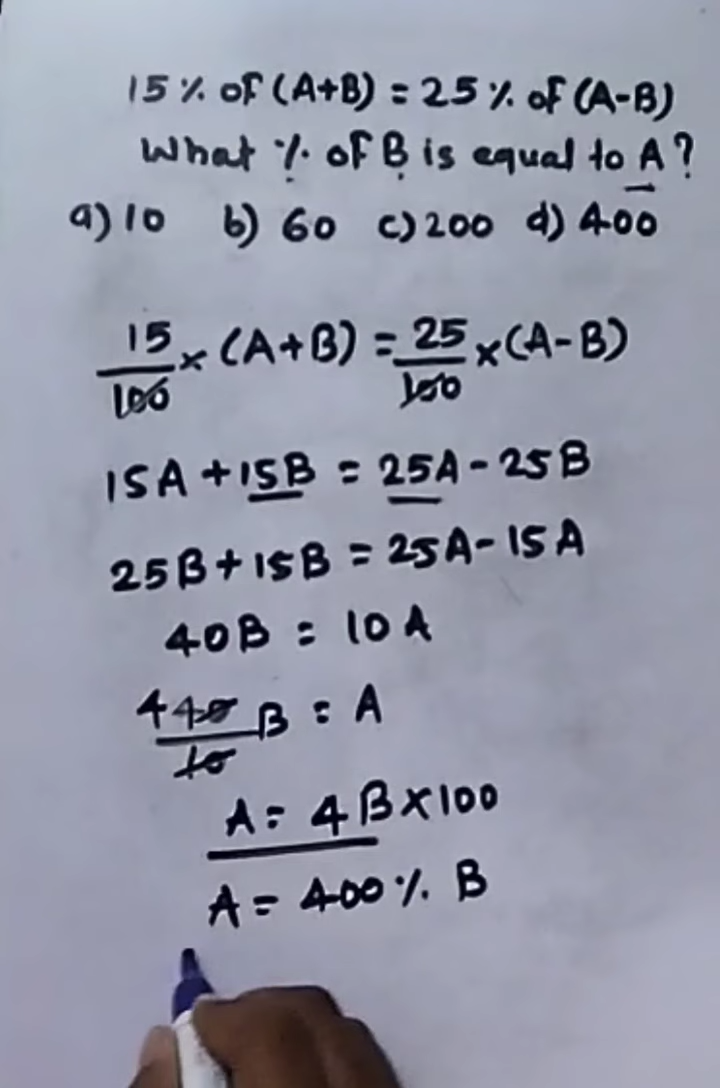 15 % of (A+B) = 25 % of (A-B)
What % of B is equal to A?
a) 10 b) 60 c) 200 d) 400
15/100 × (A+B) = 25/100 × (A-B)
15A + 15B = 25A - 25B
25B + 15B = 25A - 15A
40B = 10A
4 40/10 B = A
A = 4B × 100
A = 400 % B